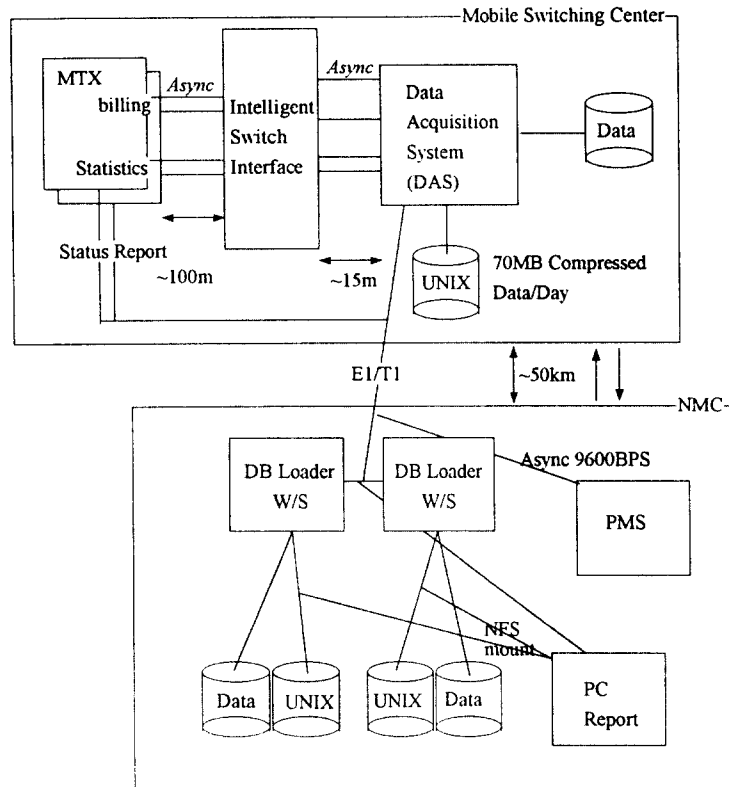 Mobile Switching Center
MTX
billing
Statistics
Async
Intelligent
Switch
Interface
Async
Data
Acquisition
System
(DAS)
Data
Status Report
~100m
~15m
UNIX
70MB Compressed
Data/Day
E1/T1
~50km
NMC
DB Loader
W/S
DB Loader
W/S
Async 9600BPS
PMS
NFS
mount
Data
UNIX
UNIX
Data
PC
Report